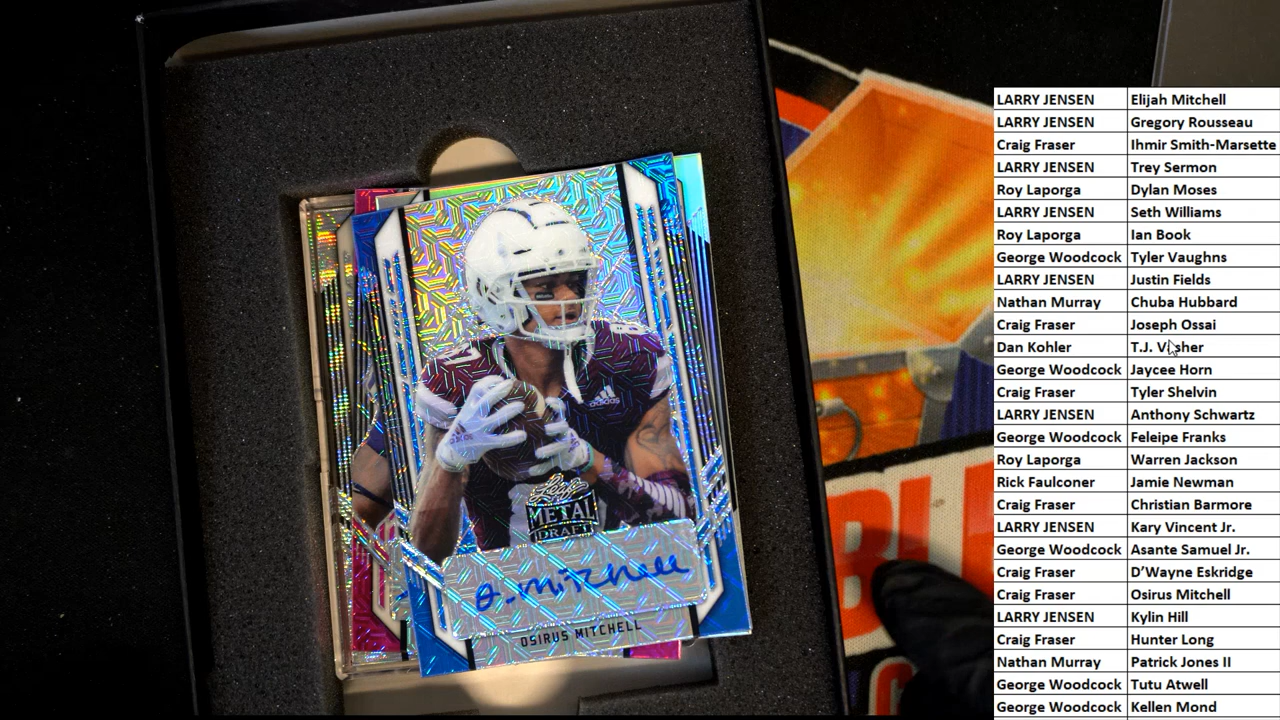 Leaf
METAL
DRAFT
adidas
O. Mitchell
OSIRUS MITCHELL
LARRY JENSEN Elijah Mitchell
LARRY JENSEN Gregory Rousseau
Craig Fraser Ihmir Smith-Marsette
LARRY JENSEN Trey Sermon
Roy Laporga Dylan Moses
LARRY JENSEN Seth Williams
Roy Laporga Ian Book
George Woodcock Tyler Vaughns
LARRY JENSEN Justin Fields
Nathan Murray Chuba Hubbard
Craig Fraser Joseph Ossai
Dan Kohler T.J.
George Woodcock Jaycee Horn
Craig Fraser Tyler Shelvin
LARRY JENSEN Anthony Schwartz
George Woodcock Feleipe Franks
Roy Laporga Warren Jackson
Rick Faulconer Jamie Newman
Craig Fraser Christian Barmore
LARRY JENSEN Kary Vincent Jr.
George Woodcock Asante Samuel Jr.
Craig Fraser D’Wayne Eskridge
Craig Fraser Osirus Mitchell
LARRY JENSEN Kylin Hill
Craig Fraser Hunter Long
Nathan Murray Patrick Jones II
George Woodcock Tutu Atwell
George Woodcock Kellen Mond